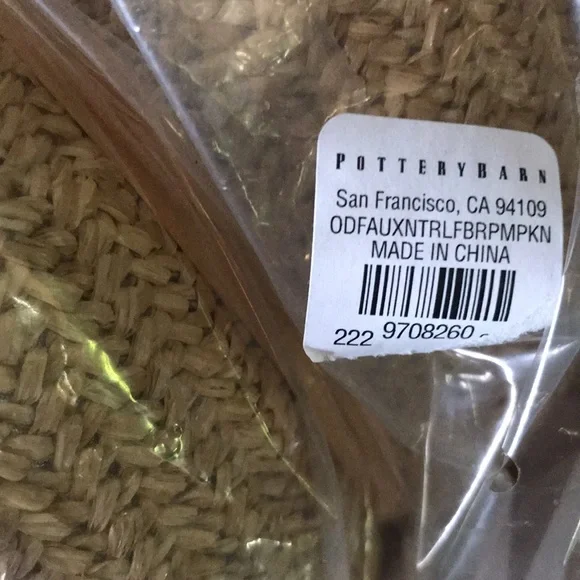 POTTERYBARN
San Francisco, CA 94109
ODFAUXNTRLFBRPMPKN
MADE IN CHINA
222 9708260